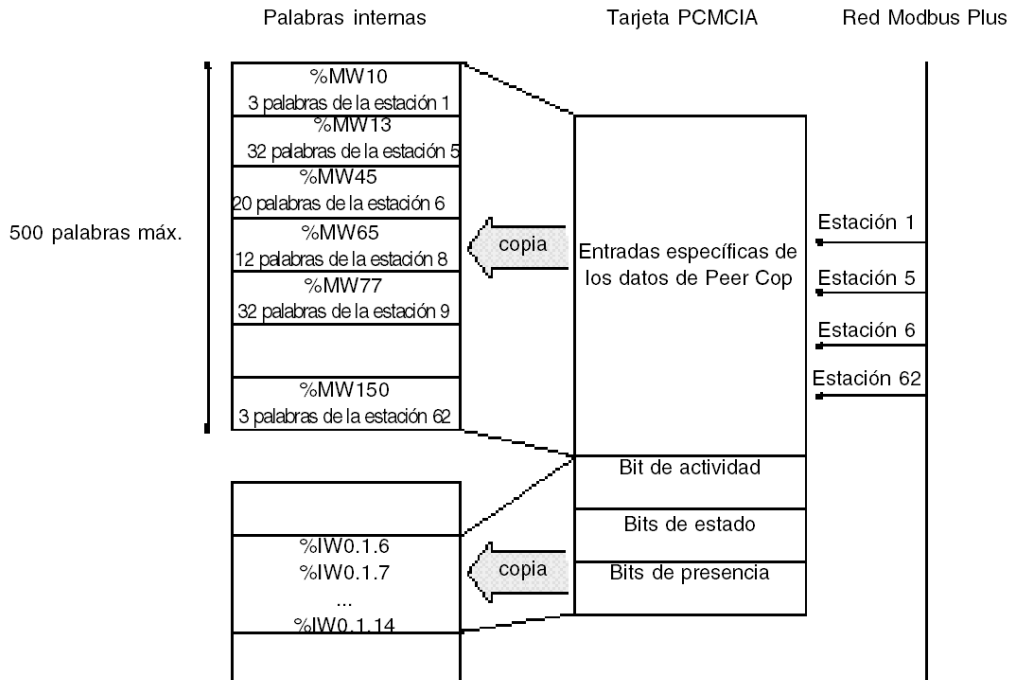 Palabras internas
Tarjeta PCMCIA
Red Modbus Plus
%MW10
3 palabras de la estación 1
%MW13
32 palabras de la estación 5
%MW45
20 palabras de la estación 6
%MW65
12 palabras de la estación 8
%MW77
32 palabras de la estación 9
%MW150
3 palabras de la estación 62
500 palabras máx.
copia
Entradas específicas de
los datos de Peer Cop
Estación 1
Estación 5
Estación 6
Estación 62
Bit de actividad
Bits de estado
Bits de presencia
%IW0.1.6
%IW0.1.7
...
%IW0.1.14
copia